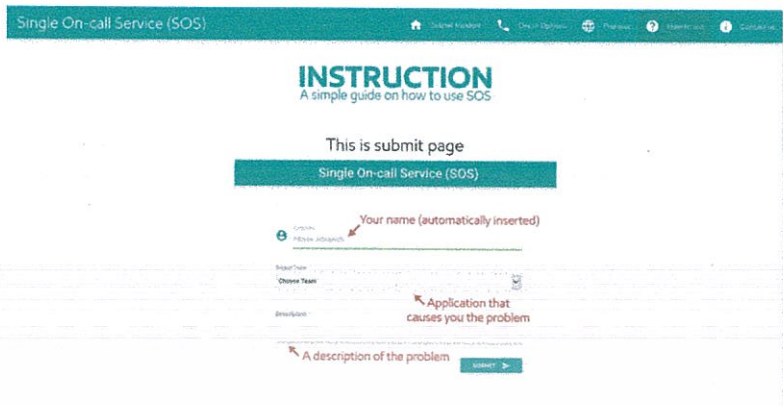 Single On-call Service (SOS)
INSTRUCTION
A simple guide on how to use SOS
This is submit page
Single On-call Service (SOS)
Your name (automatically inserted)
Choose Team
Application that
causes you the problem
Description
A description of the problem
SUBMIT